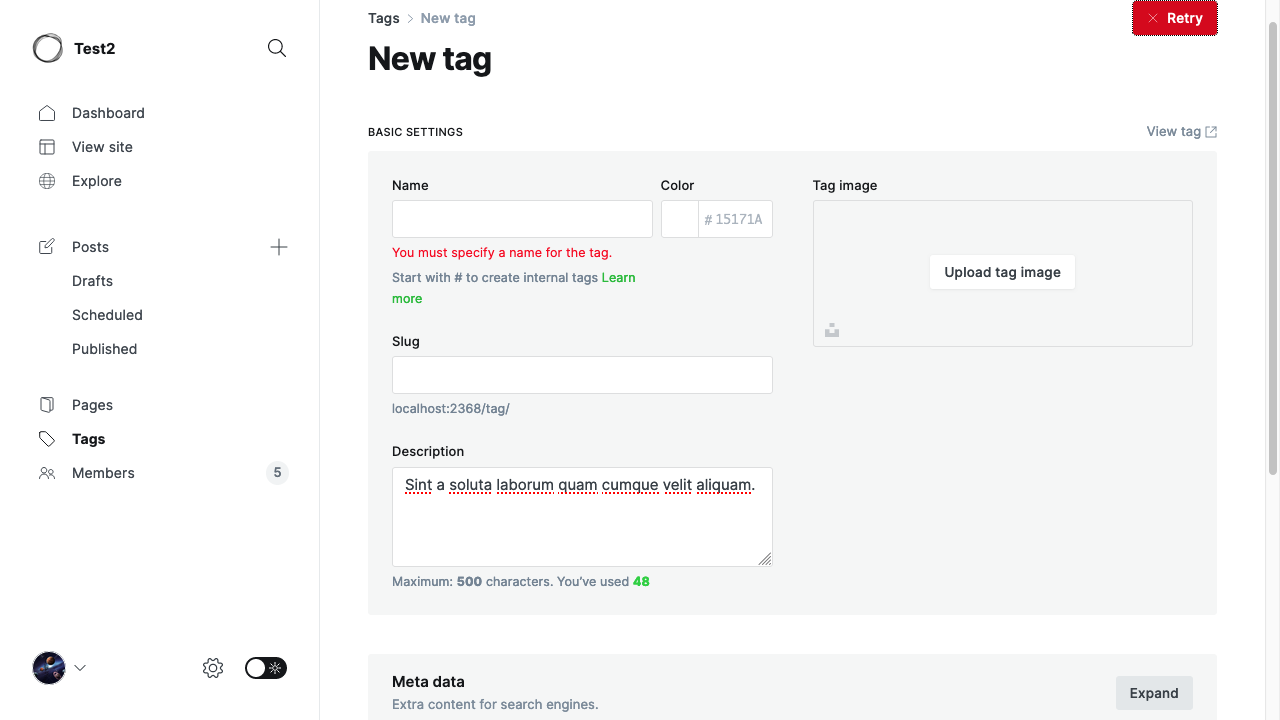 Test2
Dashboard
View site
Explore
Posts
Drafts
Scheduled
Published
Pages
Tags
Members 5
Tags > New tag
Retry
New tag
BASIC SETTINGS
View tag
Name
Color
# 15171A
You must specify a name for the tag.
Start with # to create internal tags Learn
more
Slug
localhost:2368/tag/
Description
Sint a soluta laborum quam cumque velit aliquam.
Maximum: 500 characters. You've used 48
Tag image
Upload tag image
Meta data
Extra content for search engines.
Expand